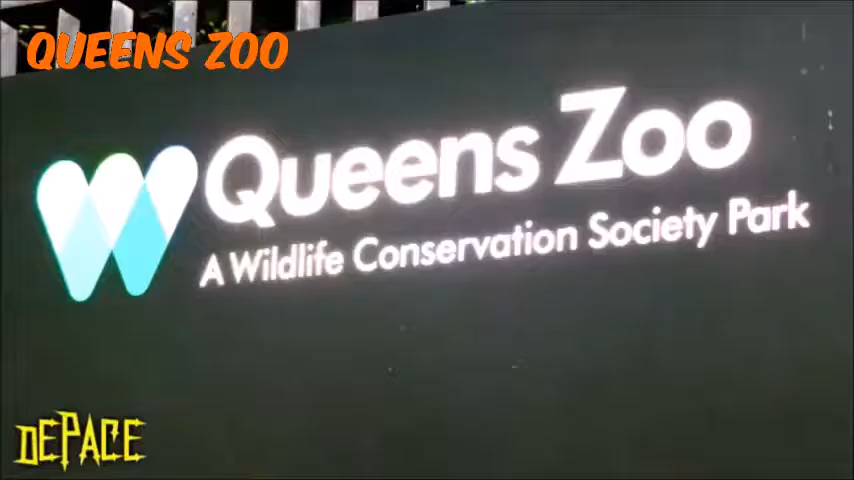 QUEENS ZOO
Queens Zoo
A Wildlife Conservation Society Park
DEPACE